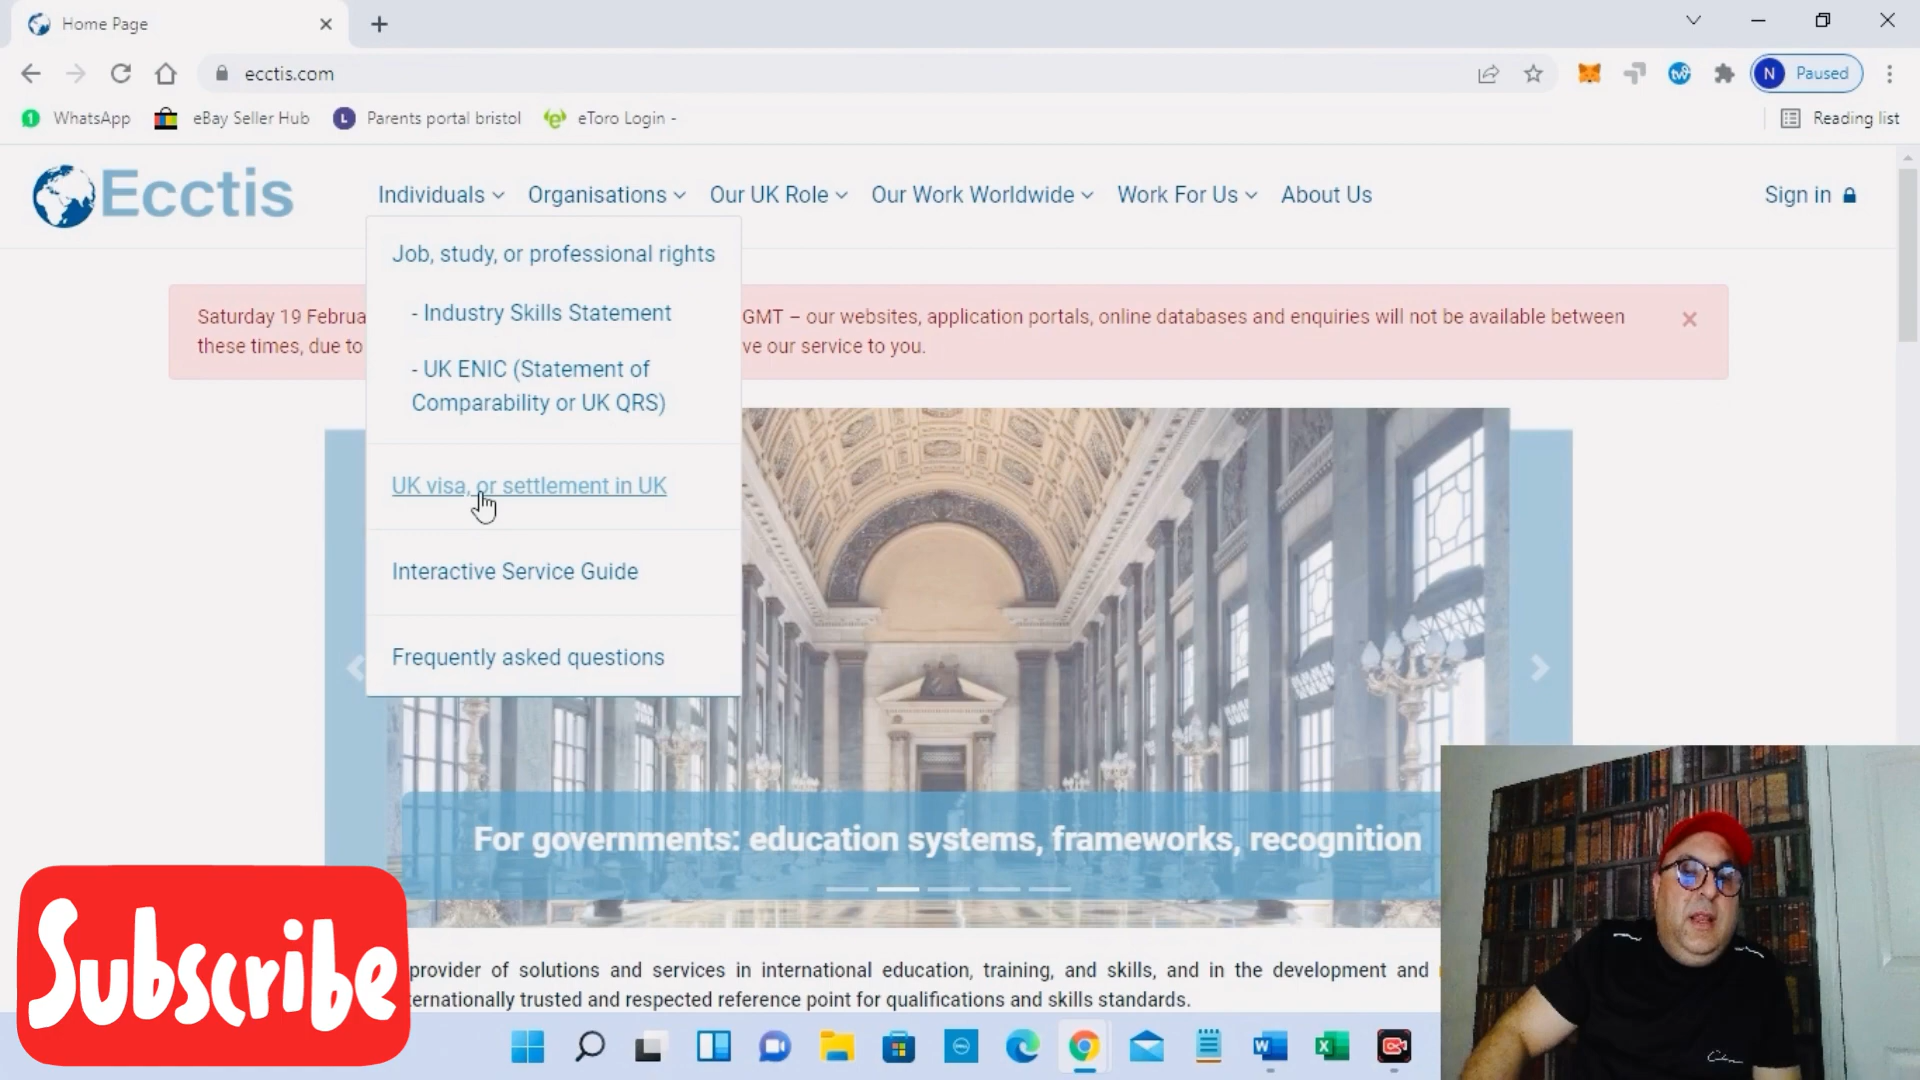 Home Page
ecctis.com
N Paused
1 WhatsApp
eBay Seller Hub
L Parents portal bristol
eToro Login -
Reading list
Ecctis
Individuals
Organisations
Our UK Role
Our Work Worldwide
Work For Us
About Us
Sign in
Job, study, or professional rights
- Industry Skills Statement
- UK ENIC (Statement of
Comparability or UK QRS)
UK visa, or settlement in UK
Interactive Service Guide
Frequently asked questions
Saturday 19 Februa GMT – our websites, application portals, online databases and enquiries will not be available between
these times, due to ve our service to you.
For governments: education systems, frameworks, recognition
provider of solutions and services in international education, training, and skills, and in the development and
ternationally trusted and respected reference point for qualifications and skills standards.
Subscribe